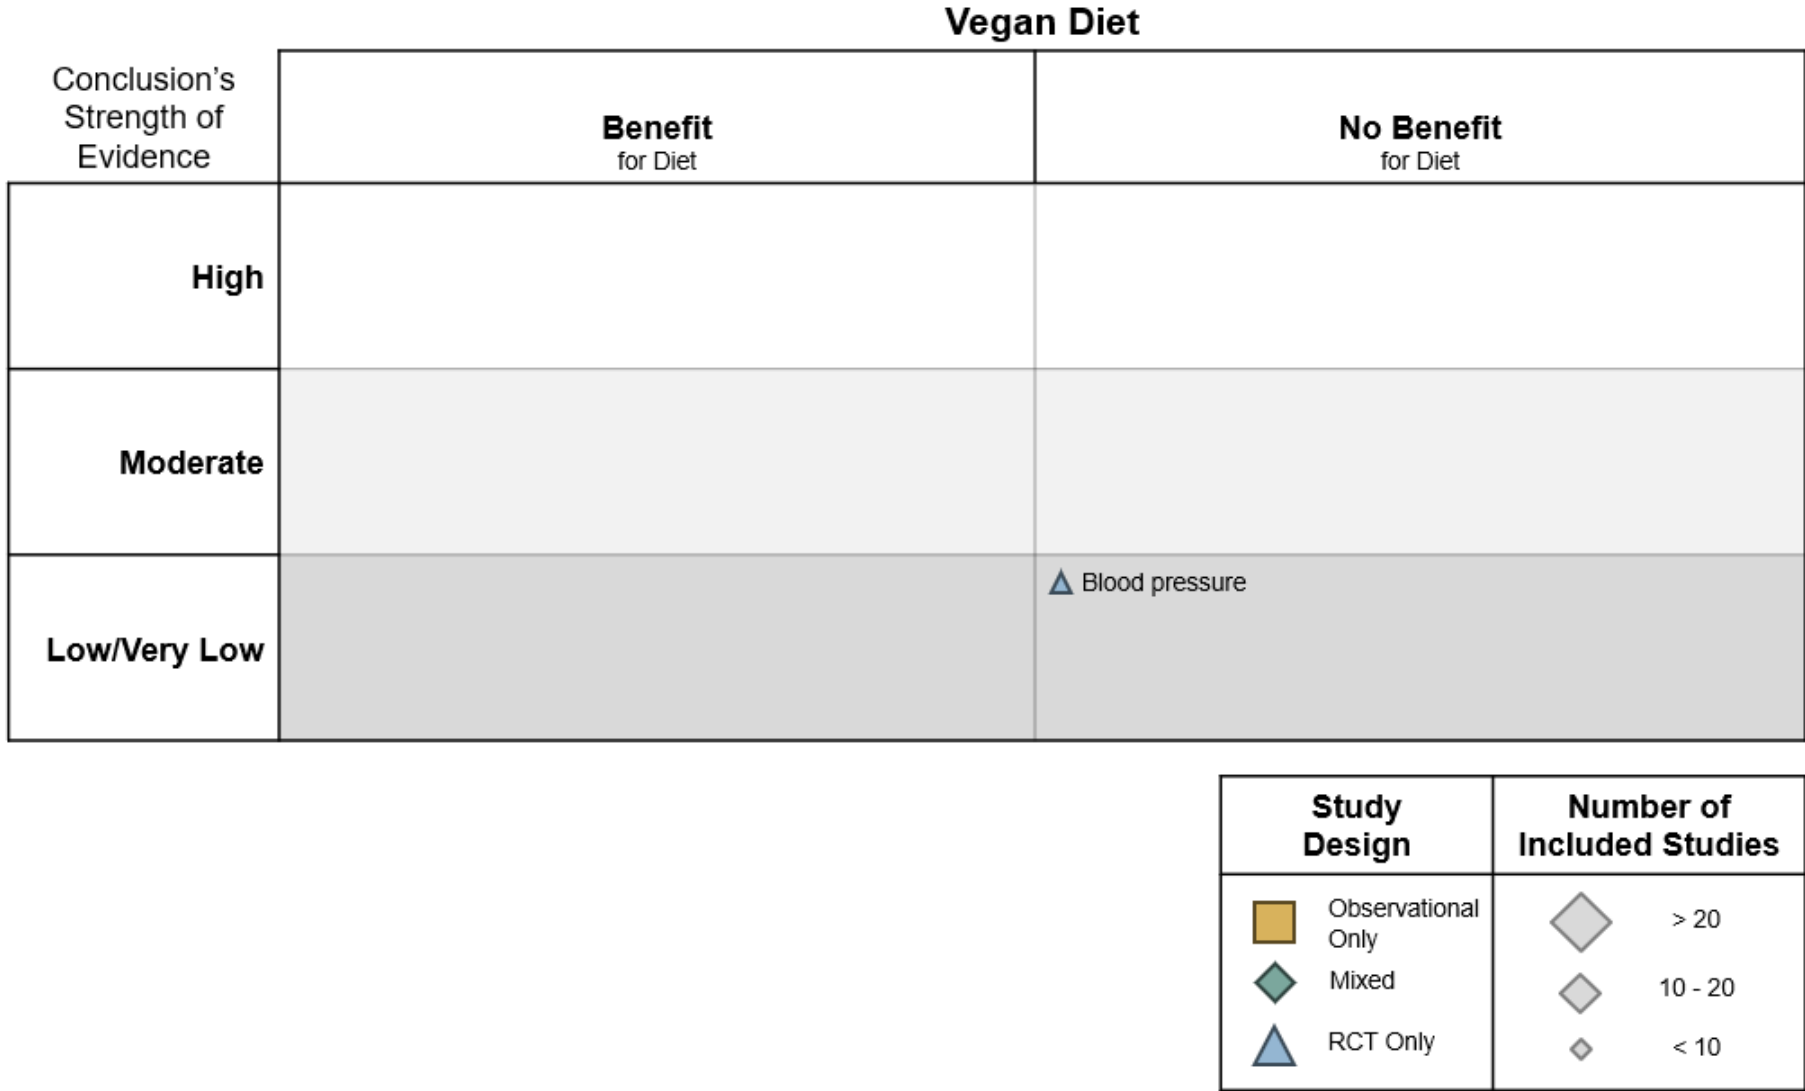 Vegan Diet
Conclusion's
Strength of
Evidence
Benefit
for Diet
No Benefit
for Diet
High
Moderate
Low/Very Low
Blood pressure
Study
Design
Number of
Included Studies
Observational
Only
> 20
Mixed
10 - 20
RCT Only
< 10